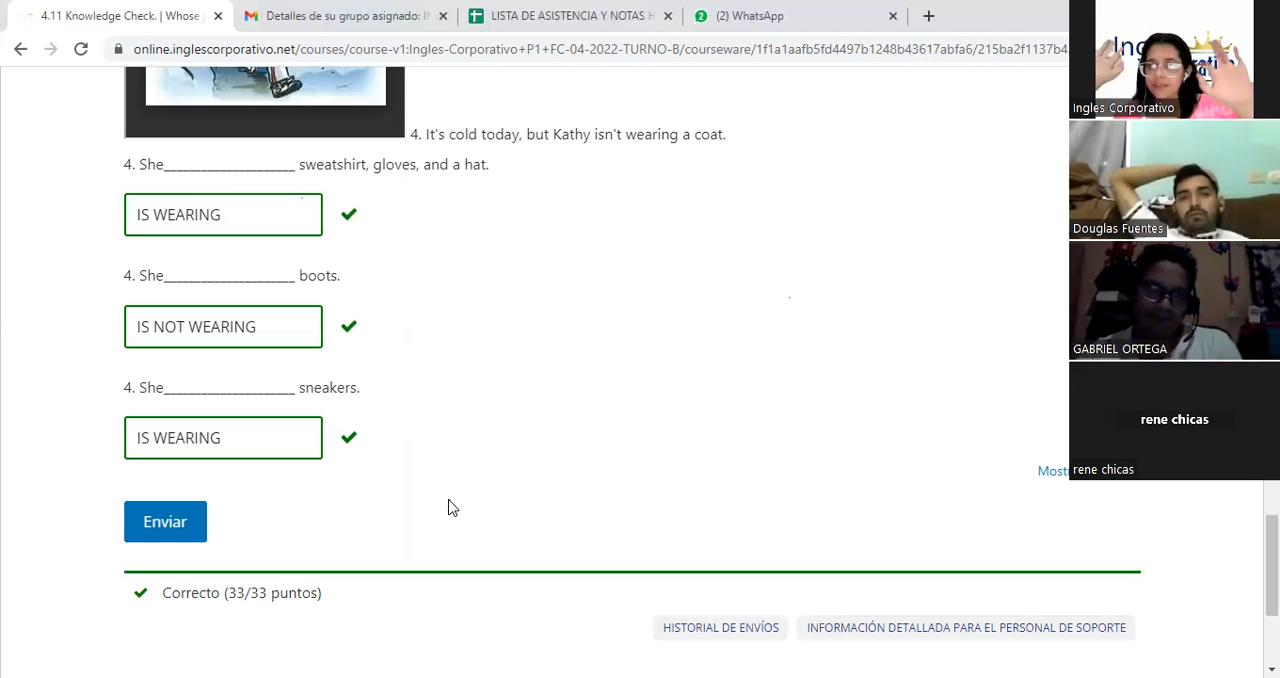 4.11 Knowledge Check. | Whose
Detalles de su grupo asignado: I
LISTA DE ASISTENCIA Y NOTAS H
(2) WhatsApp
online.inglescorporativo.net/courses/course-v1:Ingles-Corporativo+P1+FC-04-2022-TURNO-B/courseware/1f1a1aafb5fd4497b1248b43617abfa6/215ba2f1137b4
Ingles Corporativo
4. It's cold today, but Kathy isn't wearing a coat.
4. She____________________ sweatshirt, gloves, and a hat.
IS WEARING
Douglas Fuentes
4. She____________________ boots.
IS NOT WEARING
GABRIEL ORTEGA
4. She____________________ sneakers.
IS WEARING
rene chicas
Most
rene chicas
Enviar
Correcto (33/33 puntos)
HISTORIAL DE ENVÍOS
INFORMACIÓN DETALLADA PARA EL PERSONAL DE SOPORTE